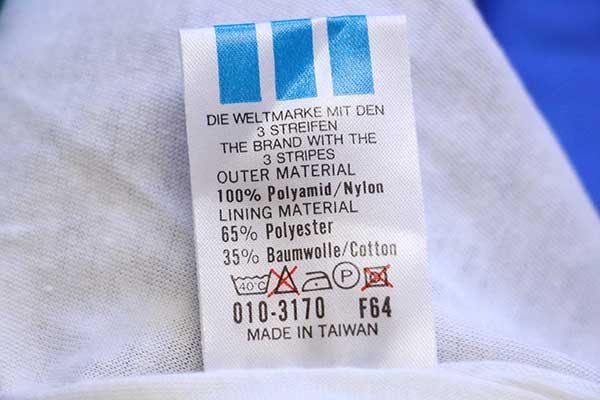 DIE WELTMARKE MIT DEN
3 STREIFEN
THE BRAND WITH THE
3 STRIPES
OUTER MATERIAL
100% Polyamid/Nylon
LINING MATERIAL
65% Polyester
35% Baumwolle/Cotton
40°C P
010-3170 F64
MADE IN TAIWAN